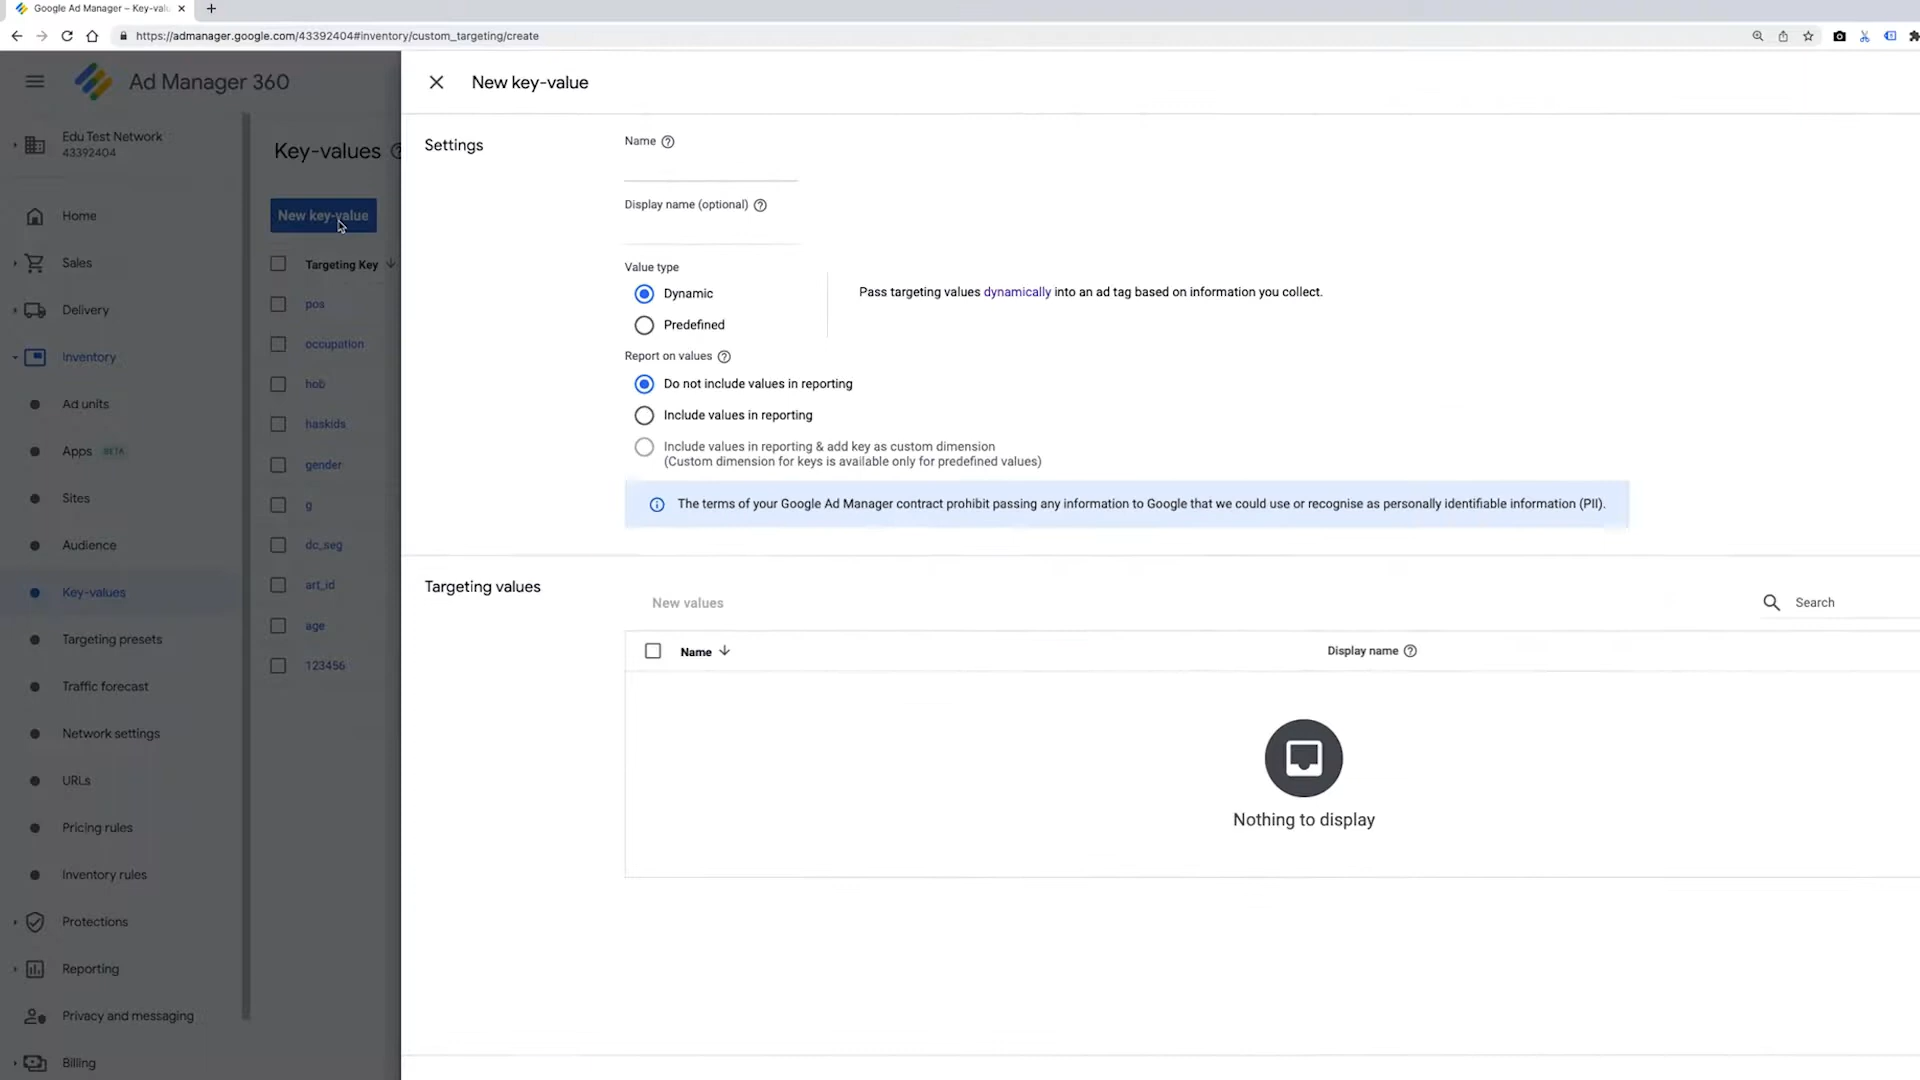 Google Ad Manager – Key-valu
https://admanager.google.com/43392404#inventory/custom_targeting/create
Ad Manager 360
New key-value
Edu Test Network
43392404
Home
Sales
Delivery
Inventory
Ad units
Apps BETA
Sites
Audience
Key-values
Targeting presets
Traffic forecast
Network settings
URLs
Pricing rules
Inventory rules
Protections
Reporting
Privacy and messaging
Billing
Key-values
New key-value
Targeting Key
pos
occupation
hob
haskids
gender
g
dc_seg
art_id
age
123456
Settings
Name
Display name (optional)
Value type
Dynamic
Predefined
Pass targeting values dynamically into an ad tag based on information you collect.
Report on values
Do not include values in reporting
Include values in reporting
Include values in reporting & add key as custom dimension
(Custom dimension for keys is available only for predefined values)
The terms of your Google Ad Manager contract prohibit passing any information to Google that we could use or recognise as personally identifiable information (PII).
Targeting values
New values
Search
Name
Display name
Nothing to display